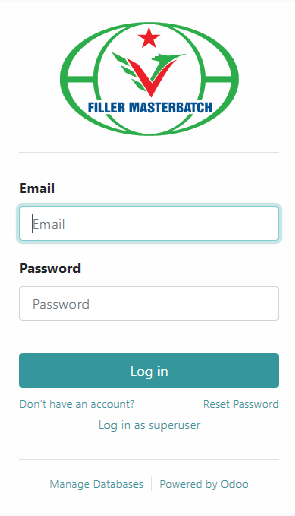 FILLER MASTERBATCH
Email
Email
Password
Password
Log in
Don't have an account? Reset Password
Log in as superuser
Manage Databases | Powered by Odoo